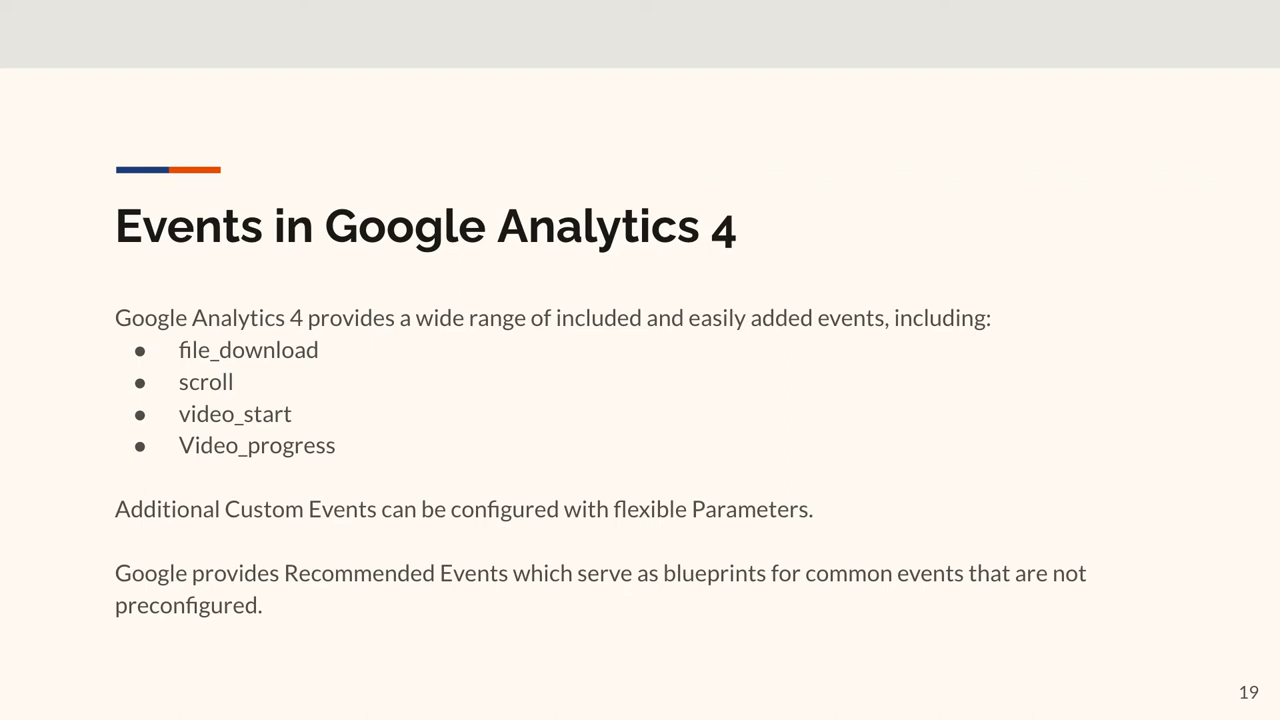 Events in Google Analytics 4
Google Analytics 4 provides a wide range of included and easily added events, including:
● file_download
● scroll
● video_start
● Video_progress
Additional Custom Events can be configured with flexible Parameters.
Google provides Recommended Events which serve as blueprints for common events that are not
preconfigured.
19